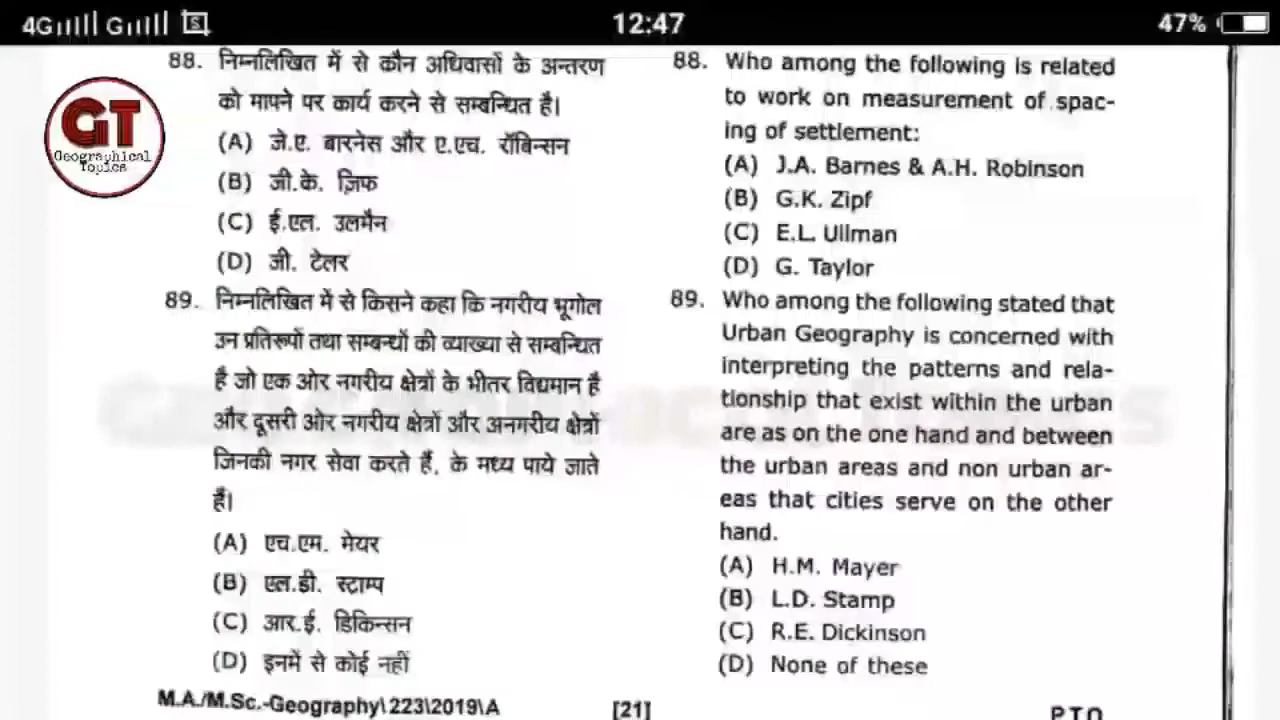 4G G 12:47 47%
GT
Geographical
Topics
88. निम्नलिखित में से कौन अधिवासों के अन्तरण
को मापने पर कार्य करने से सम्बन्धित है।
(A) जे.ए. बारनेस और ए.एच. रॉबिन्सन
(B) जी.के. ज़िफ
(C) ई.एल. उलमैन
(D) जी. टेलर
89. निम्नलिखित में से किसने कहा कि नगरीय भूगोल
उन प्रतिरूपों तथा सम्बन्धों की व्याख्या से सम्बन्धित
है जो एक ओर नगरीय क्षेत्रों के भीतर विद्यमान है
और दूसरी ओर नगरीय क्षेत्रों और अनगरीय क्षेत्रों
जिनकी नगर सेवा करते हैं, के मध्य पाये जाते
हैं।
(A) एच.एम. मेयर
(B) एल.डी. स्टाम्प
(C) आर.ई. डिकिन्सन
(D) इनमें से कोई नहीं
88. Who among the following is related
to work on measurement of spac-
ing of settlement:
(A) J.A. Barnes & A.H. Robinson
(B) G.K. Zipf
(C) E.L. Ullman
(D) G. Taylor
89. Who among the following stated that
Urban Geography is concerned with
interpreting the patterns and rela-
tionship that exist within the urban
are as on the one hand and between
the urban areas and non urban ar-
eas that cities serve on the other
hand.
(A) H.M. Mayer
(B) L.D. Stamp
(C) R.E. Dickinson
(D) None of these
M.A./M.Sc.-Geography\223\2019\A [21] P.T.O.